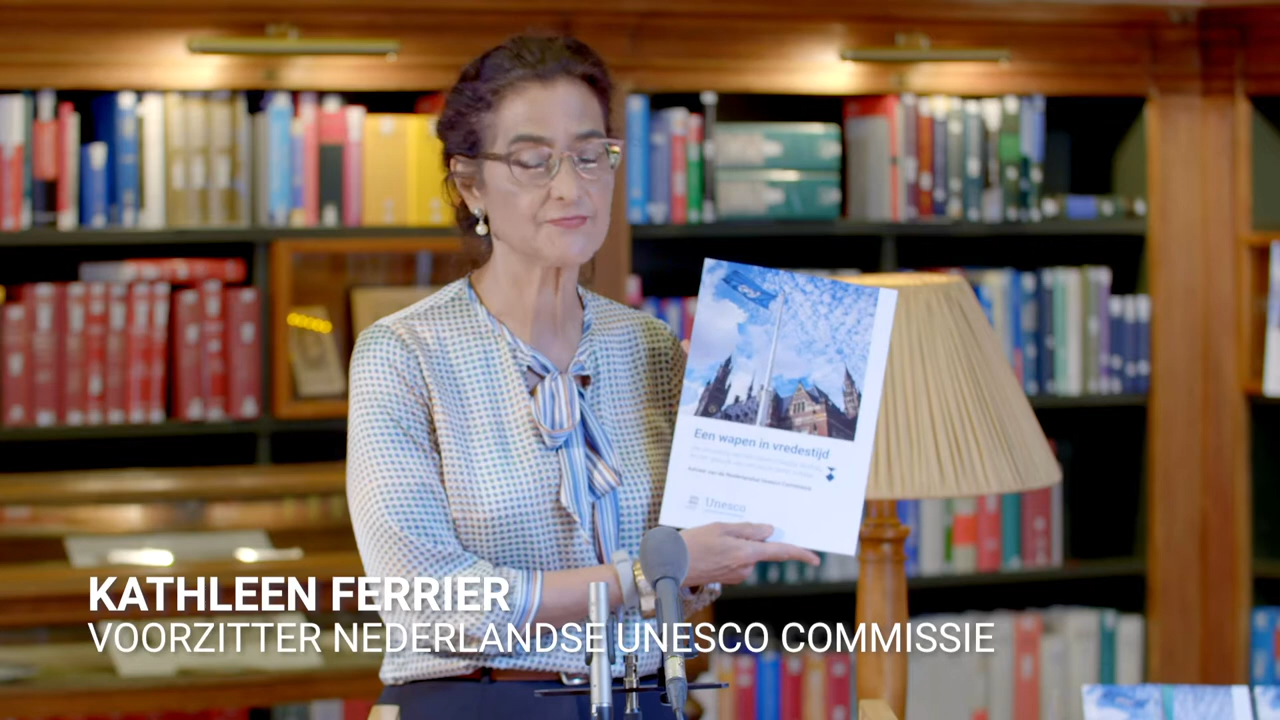 Een wapen in vredestijd
Unesco
KATHLEEN FERRIER
VOORZITTER NEDERLANDSE UNESCO COMMISSIE